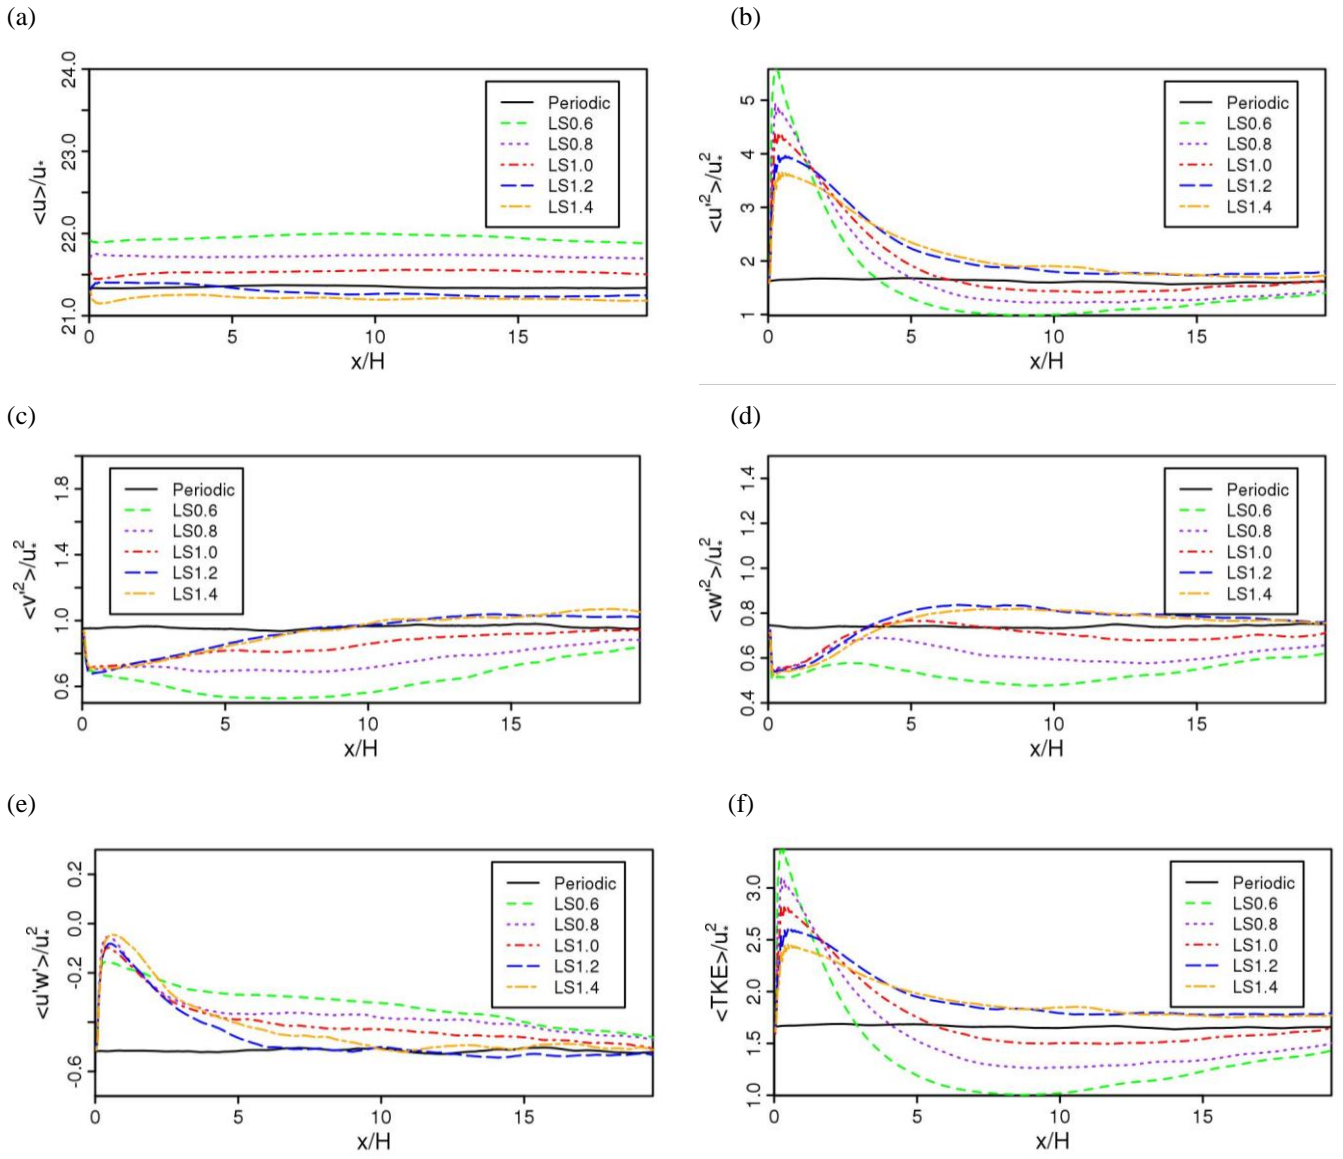 (a)
24.0
23.0
22.0
21.0
<u>/u*
Periodic
LS0.6
LS0.8
LS1.0
LS1.2
LS1.4
0 5 10 15
x/H
(b)
5
4
3
2
1
<u'²>/u*²
Periodic
LS0.6
LS0.8
LS1.0
LS1.2
LS1.4
0 5 10 15
x/H
(c)
1.8
1.4
1.0
0.6
<v'²>/u*²
Periodic
LS0.6
LS0.8
LS1.0
LS1.2
LS1.4
0 5 10 15
x/H
(d)
1.4
1.2
1.0
0.8
0.6
0.4
<w'²>/u*²
Periodic
LS0.6
LS0.8
LS1.0
LS1.2
LS1.4
0 5 10 15
x/H
(e)
0.2
0.0
-0.2
-0.6
<u'w'>/u*²
Periodic
LS0.6
LS0.8
LS1.0
LS1.2
LS1.4
0 5 10 15
x/H
(f)
3.0
2.5
2.0
1.5
1.0
<TKE>/u*²
Periodic
LS0.6
LS0.8
LS1.0
LS1.2
LS1.4
0 5 10 15
x/H